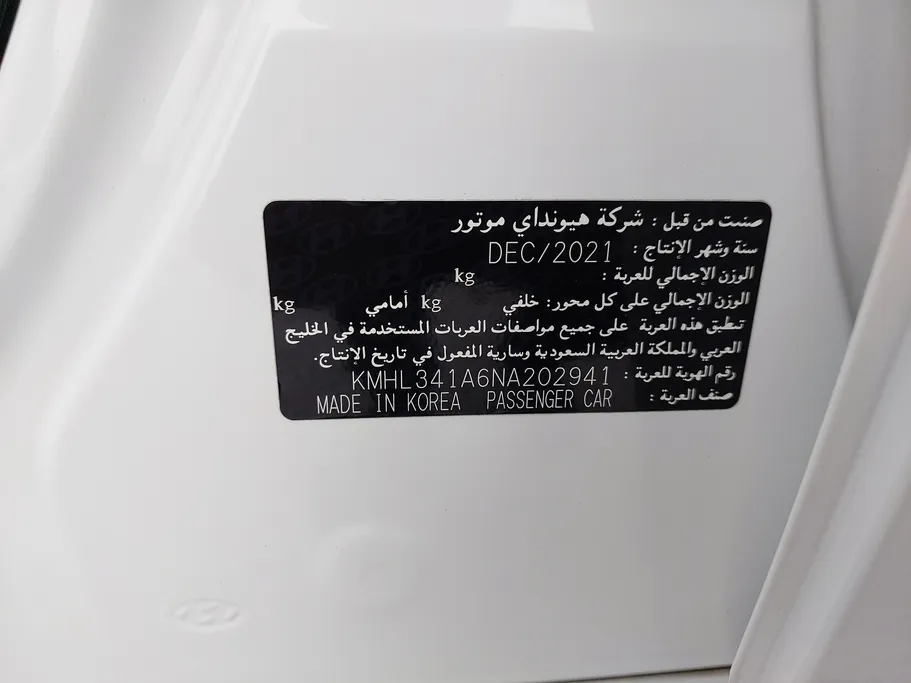 صنعت من قبل : شركة هيونداي موتور
سنة وشهر الإنتاج : DEC/2021
الوزن الإجمالي للعربة : kg
الوزن الإجمالي على كل محور: خلفي kg أمامي kg
تنطبق هذه العربة على جميع مواصفات العربات المستخدمة في الخليج
العربي والمملكة العربية السعودية وسارية المفعول في تاريخ الإنتاج.
رقم الهوية للعربة : KMHL341A6NA202941
صنف العربة : MADE IN KOREA PASSENGER CAR